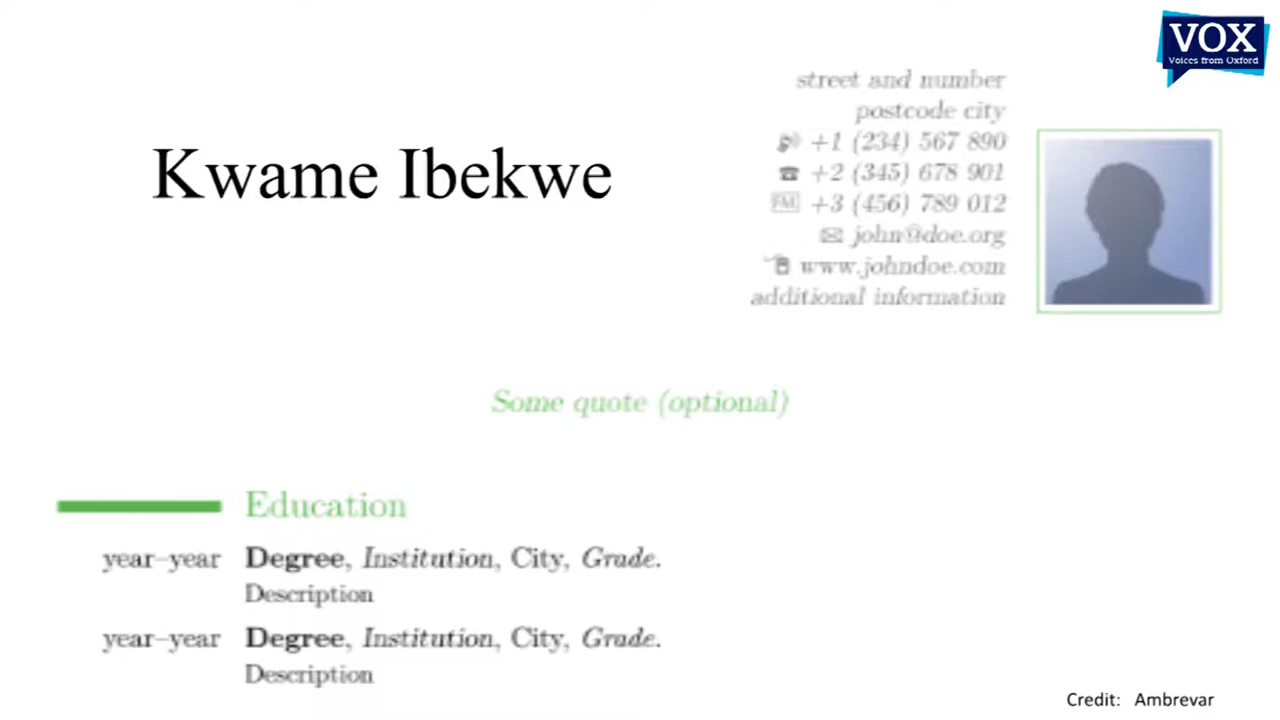 VOX
Voices from Oxford
street and number
postcode city
Kwame Ibekwe
+1 (234) 567 890
+2 (345) 678 901
FAX +3 (456) 789 012
john@doe.org
www.johndoe.com
additional information
Some quote (optional)
Education
year–year Degree, Institution, City, Grade.
Description
year–year Degree, Institution, City, Grade.
Description
Credit: Ambrevar